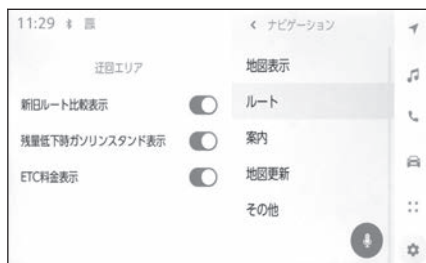 11:29
迂回エリア
新旧ルート比較表示
残量低下時ガソリンスタンド表示
ETC料金表示
ナビゲーション
地図表示
ルート
案内
地図更新
その他